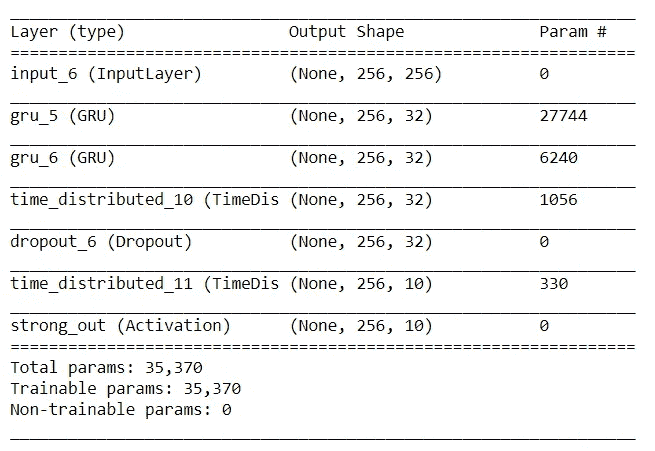 Layer (type) Output Shape Param #
input_6 (InputLayer) (None, 256, 256) 0
gru_5 (GRU) (None, 256, 32) 27744
gru_6 (GRU) (None, 256, 32) 6240
time_distributed_10 (TimeDis (None, 256, 32) 1056
dropout_6 (Dropout) (None, 256, 32) 0
time_distributed_11 (TimeDis (None, 256, 10) 330
strong_out (Activation) (None, 256, 10) 0
Total params: 35,370
Trainable params: 35,370
Non-trainable params: 0